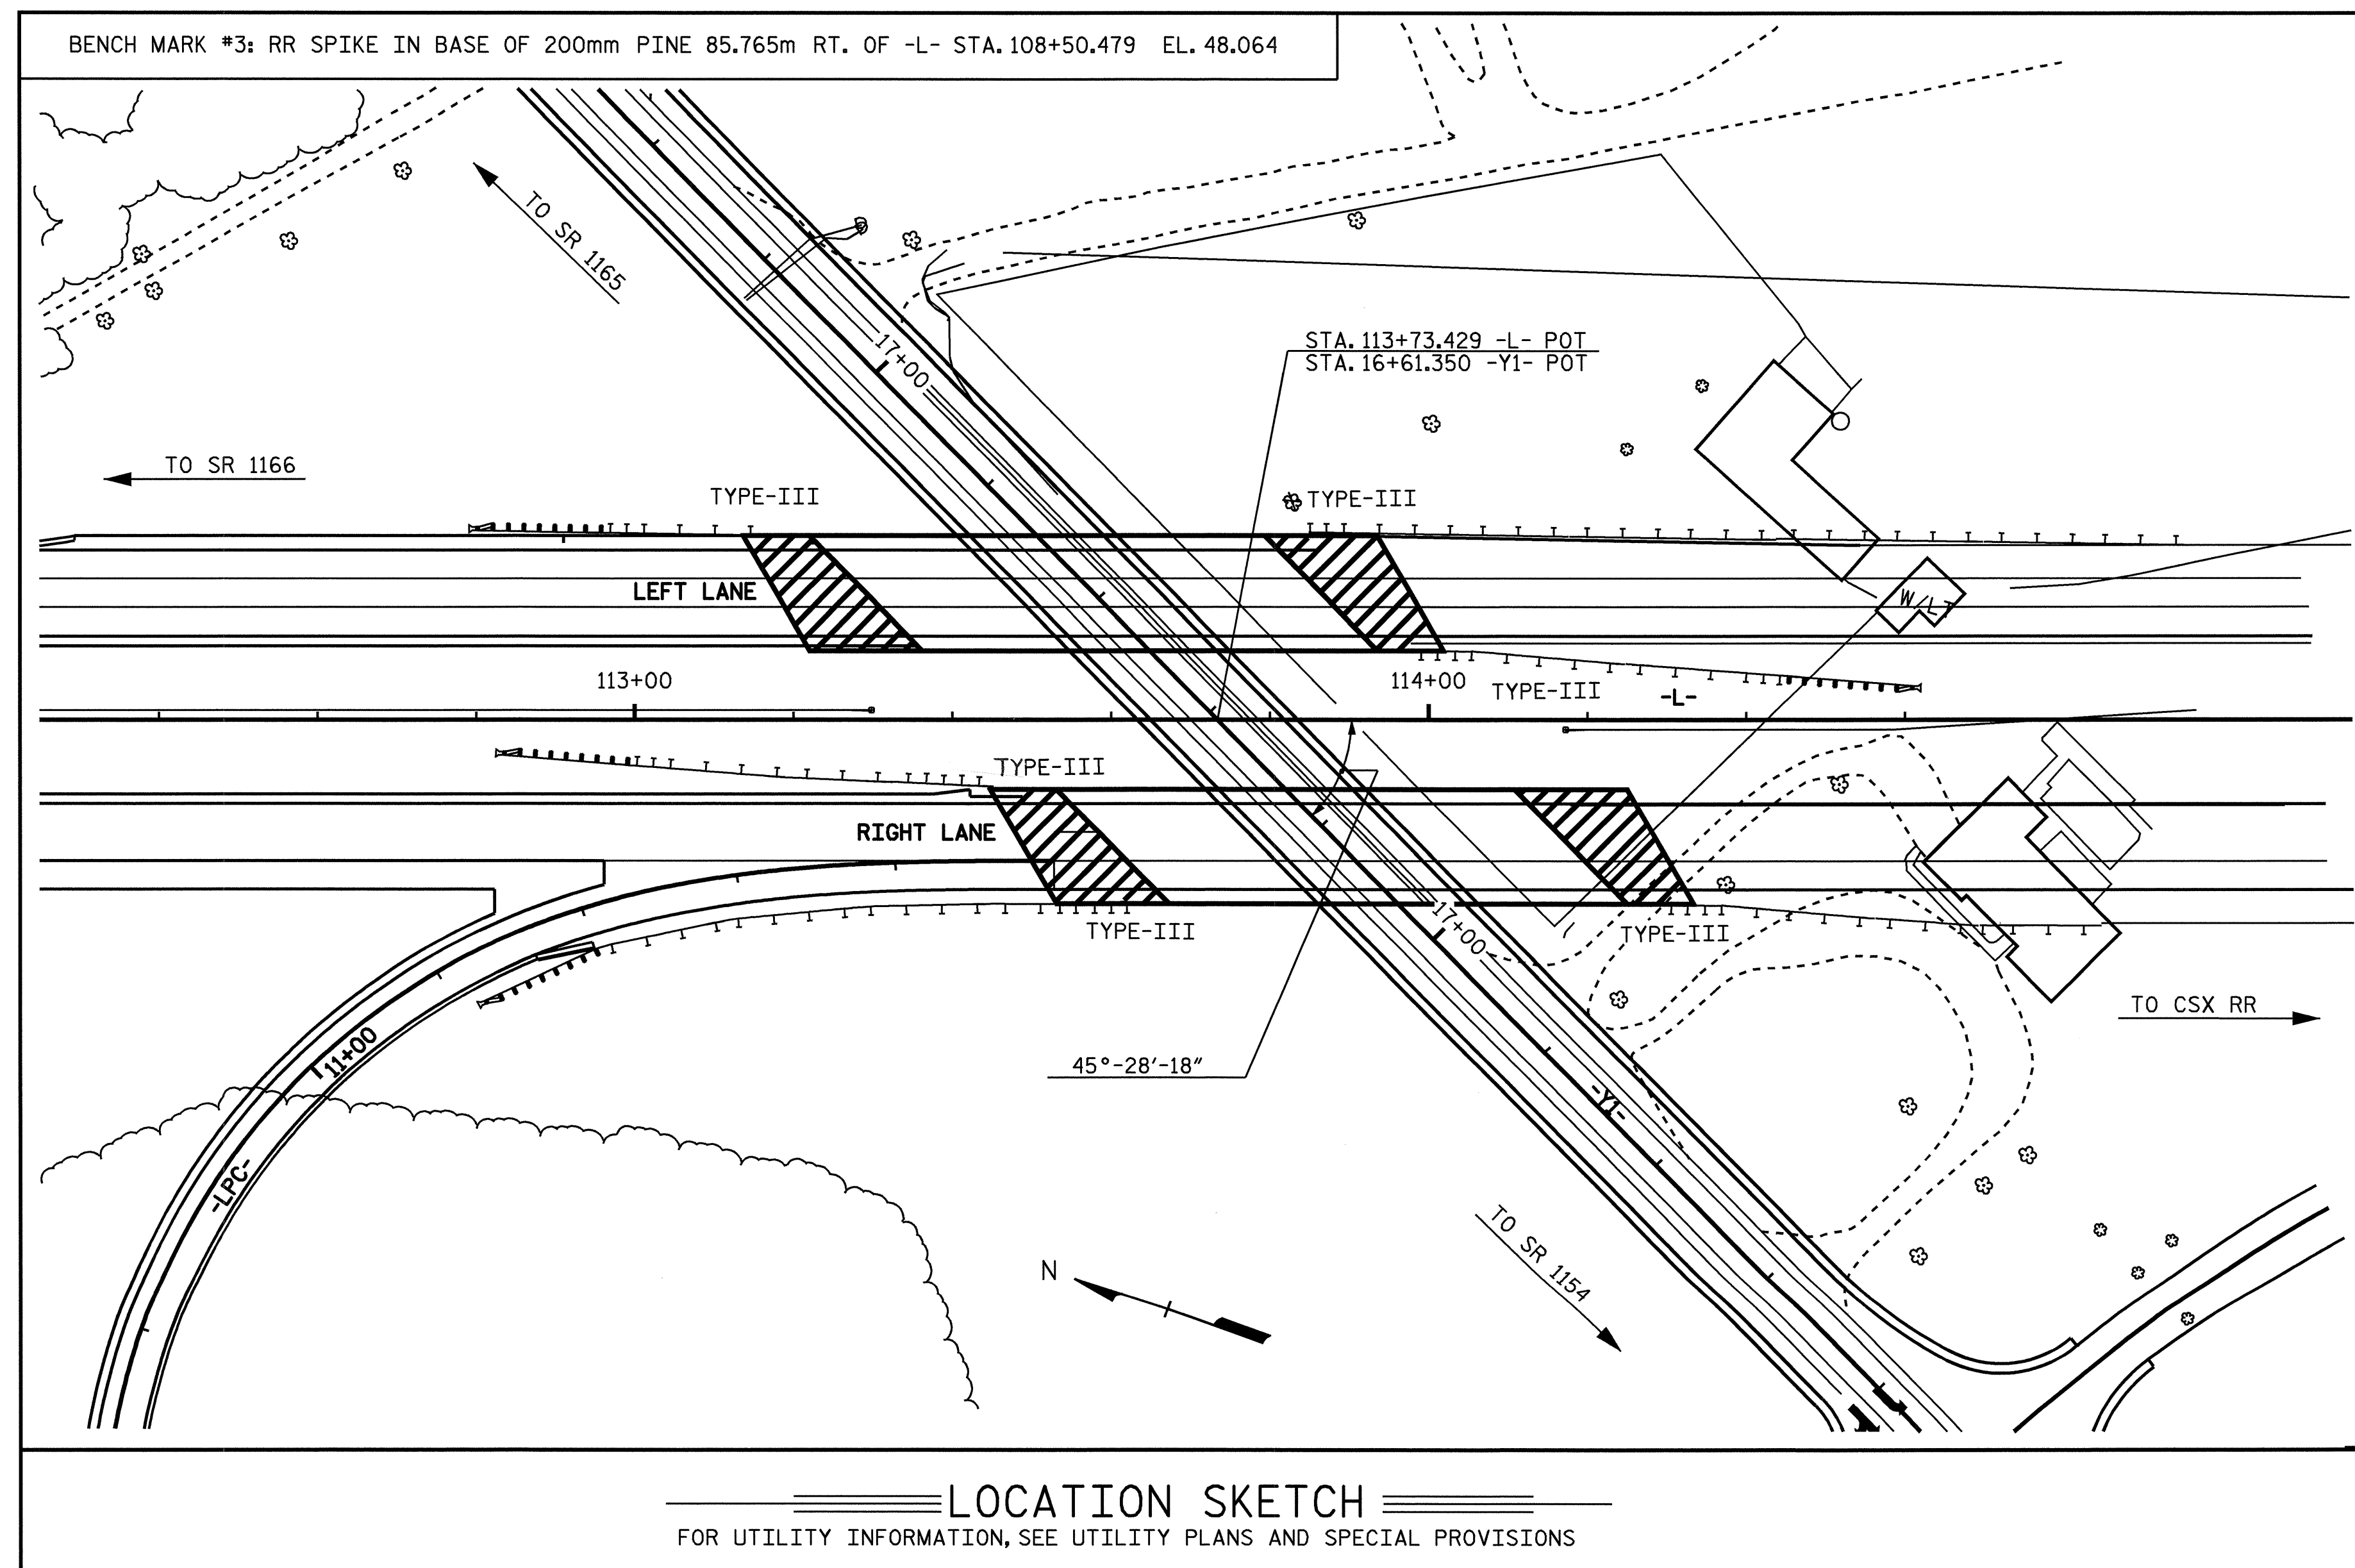 BENCH MARK #3: RR SPIKE IN BASE OF 200mm PINE 85.765m RT. OF -L- STA. 108+50.479 EL. 48.064
TO SR 1165
17+00
STA. 113+73.429 -L- POT
STA. 16+61.350 -Y1- POT
TO SR 1166
TYPE-III
TYPE-III
LEFT LANE
W/LT
113+00
114+00
TYPE-III
-L-
TYPE-III
RIGHT LANE
TYPE-III
17+00
TYPE-III
TO CSX RR
11+00
45°-28'-18"
-Y1-
-LPC-
TO SR 1154
N
LOCATION SKETCH
FOR UTILITY INFORMATION, SEE UTILITY PLANS AND SPECIAL PROVISIONS